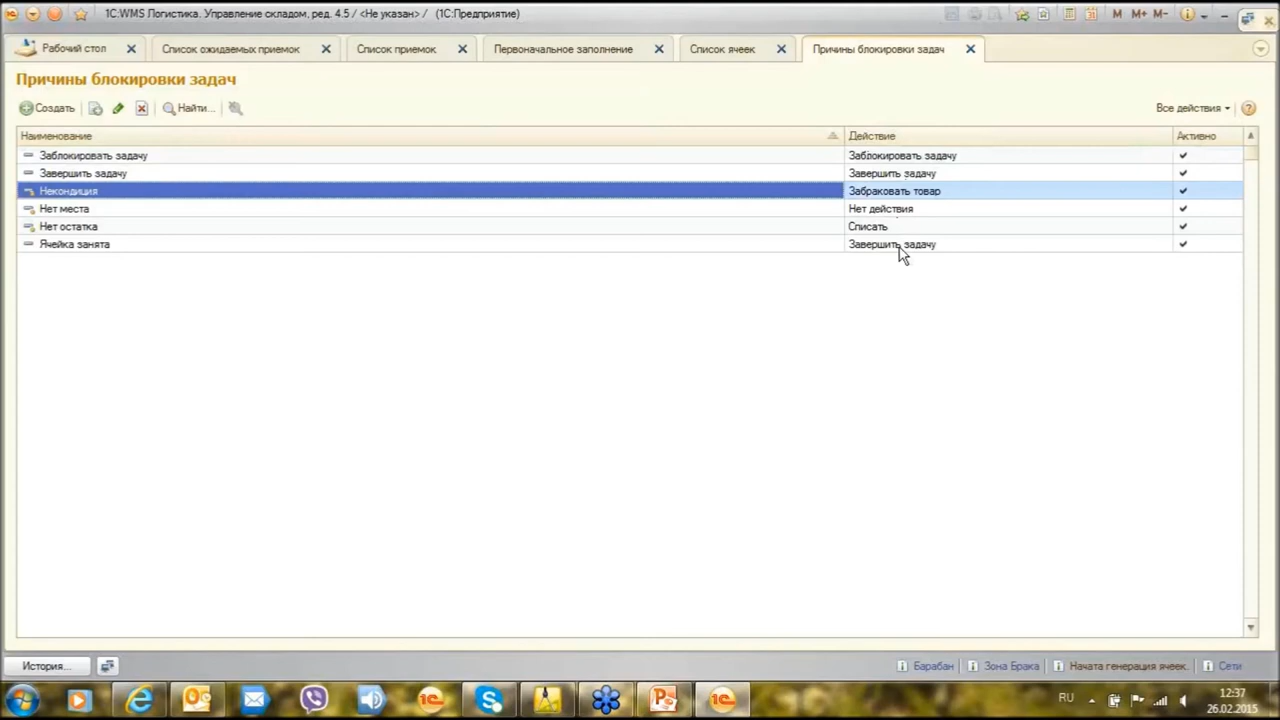 1С:WMS Логистика. Управление складом, ред. 4.5 / <Не указан> / (1С:Предприятие)
M M+ M−
Рабочий стол Список ожидаемых приемок Список приемок Первоначальное заполнение Список ячеек Причины блокировки задач
Причины блокировки задач
Создать Найти... Все действия
Наименование Действие Активно
Заблокировать задачу Заблокировать задачу
Завершить задачу Завершить задачу
Некондиция Забраковать товар
Нет места Нет действия
Нет остатка Списать
Ячейка занята Завершить задачу
История... Барабан Зона Брака Начата генерация ячеек. Сети
RU 12:37
26.02.2015